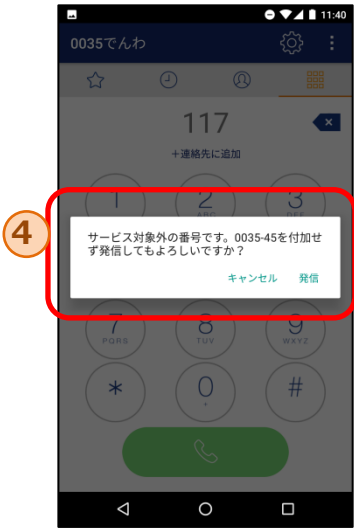 11:40
0035でんわ
117
+連絡先に追加
1
2
ABC
3
DEF
4
サービス対象外の番号です。0035-45を付加せ
ず発信してもよろしいですか？
キャンセル 発信
7
PQRS
8
TUV
9
WXYZ
*
0
+
#